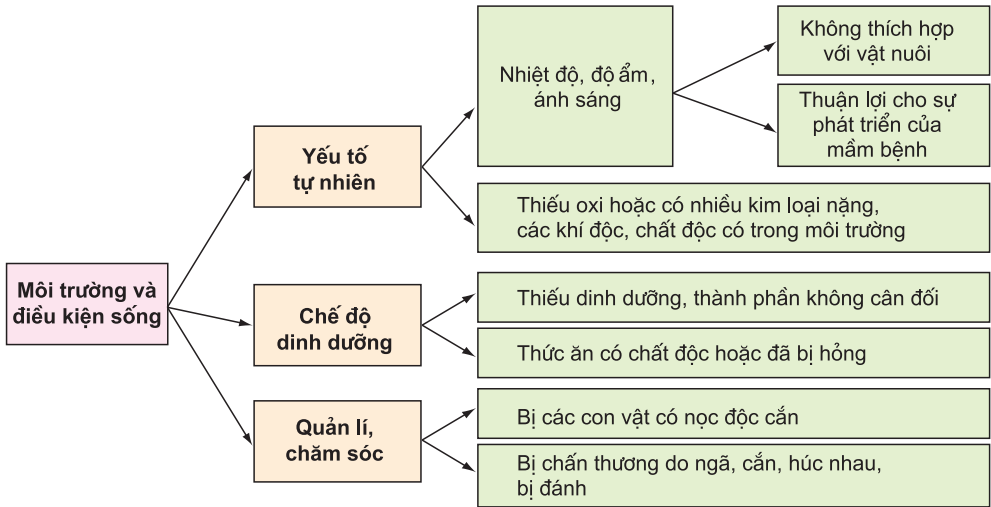 Môi trường và
điều kiện sống
Yếu tố
tự nhiên
Nhiệt độ, độ ẩm,
ánh sáng
Không thích hợp
với vật nuôi
Thuận lợi cho sự
phát triển của
mầm bệnh
Thiếu oxi hoặc có nhiều kim loại nặng,
các khí độc, chất độc có trong môi trường
Chế độ
dinh dưỡng
Thiếu dinh dưỡng, thành phần không cân đối
Thức ăn có chất độc hoặc đã bị hỏng
Quản lí,
chăm sóc
Bị các con vật có nọc độc cắn
Bị chấn thương do ngã, cắn, húc nhau,
bị đánh